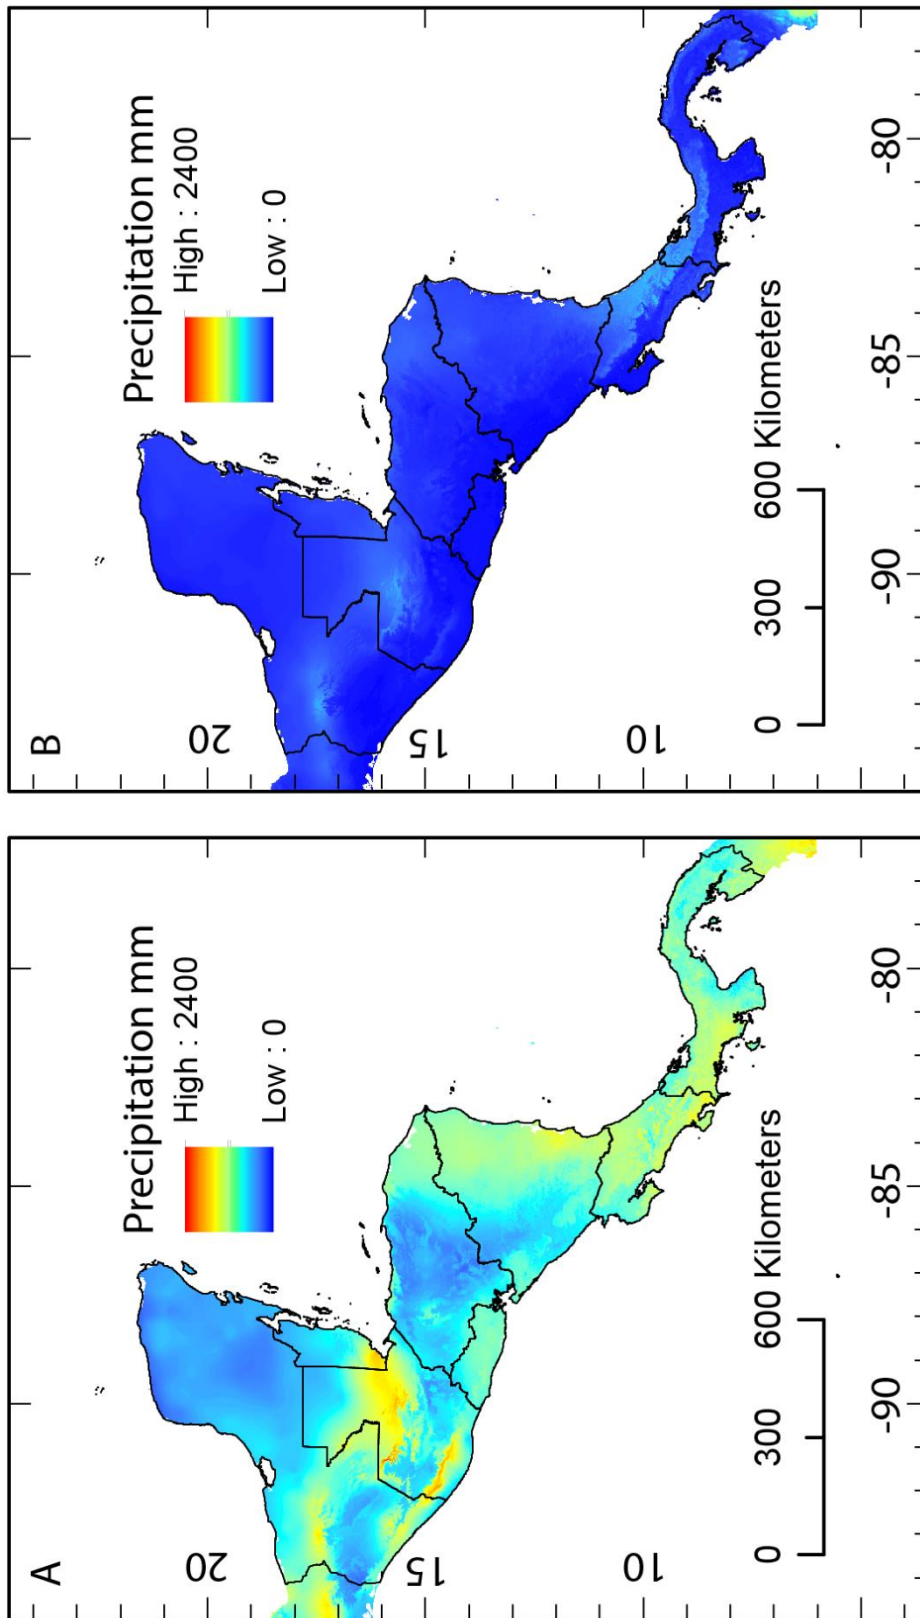 A
Precipitation mm
High : 2400
Low : 0
20
15
10
0 300 600 Kilometers
-90 -85 -80
B
Precipitation mm
High : 2400
Low : 0
20
15
10
0 300 600 Kilometers
-90 -85 -80